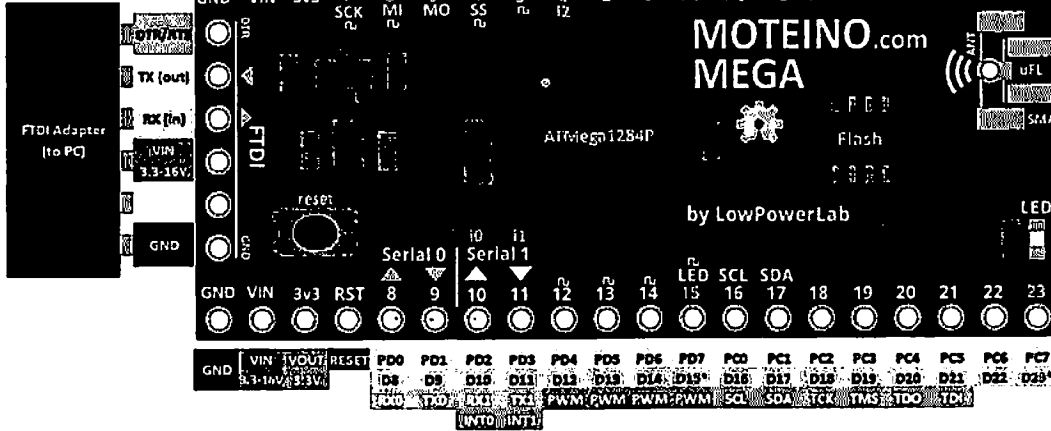 GND VIN 3v3 SCK MI MO SS I2
MOTEINO.com
MEGA
ANT
uFL
SMA
DTR/RTS
DTR
TX (out)
RX (in)
FTDI Adapter
(to PC)
VIN
3.3-16V
GND
GND
FTDI
ATMega1284P
Flash
reset
by LowPowerLab
LED
Serial 0 Serial 1
i0 i1
LED SCL SDA
GND VIN 3v3 RST 8 9 10 11 12 13 14 15 16 17 18 19 20 21 22 23
GND VIN VOUT RESET PD0 PD1 PD2 PD3 PD4 PD5 PD6 PD7 PC0 PC1 PC2 PC3 PC4 PC5 PC6 PC7
3.3-16V 3.3V D8 D9 D10 D11 D12 D13 D14 D15* D16 D17 D18 D19 D20 D21 D22
RX0 TX0 RX1 TX1 PWM PWM PWM PWM SCL SDA TCK TMS TDO TDI
INT0 INT1